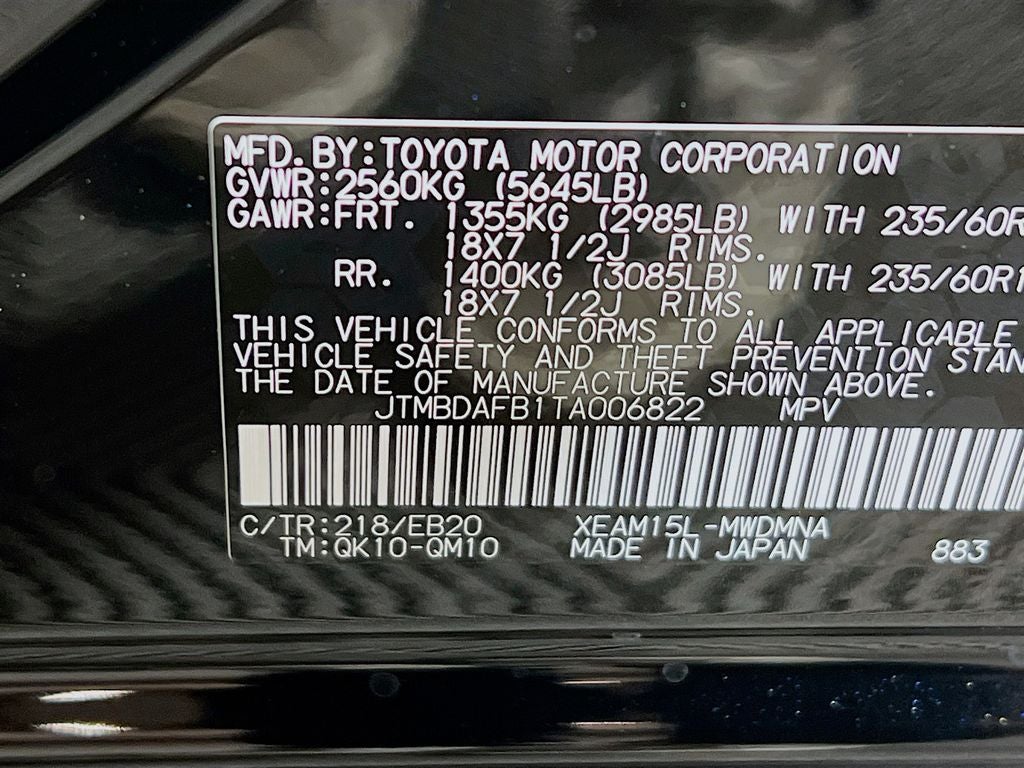 MFD. BY:TOYOTA MOTOR CORPORATION
GVWR:2560KG (5645LB)
GAWR:FRT. 1355KG (2985LB) WITH 235/60R
18X7 1/2J RIMS.
RR. 1400KG (3085LB) WITH 235/60R1
18X7 1/2J RIMS.
THIS VEHICLE CONFORMS TO ALL APPLICABLE
VEHICLE SAFETY AND THEFT PREVENTION STAN
THE DATE OF MANUFACTURE SHOWN ABOVE.
JTMBDAFB1TA006822 MPV
C/TR:218/EB20 XEAM15L-MWDMNA
TM:QK10-QM10 MADE IN JAPAN 883